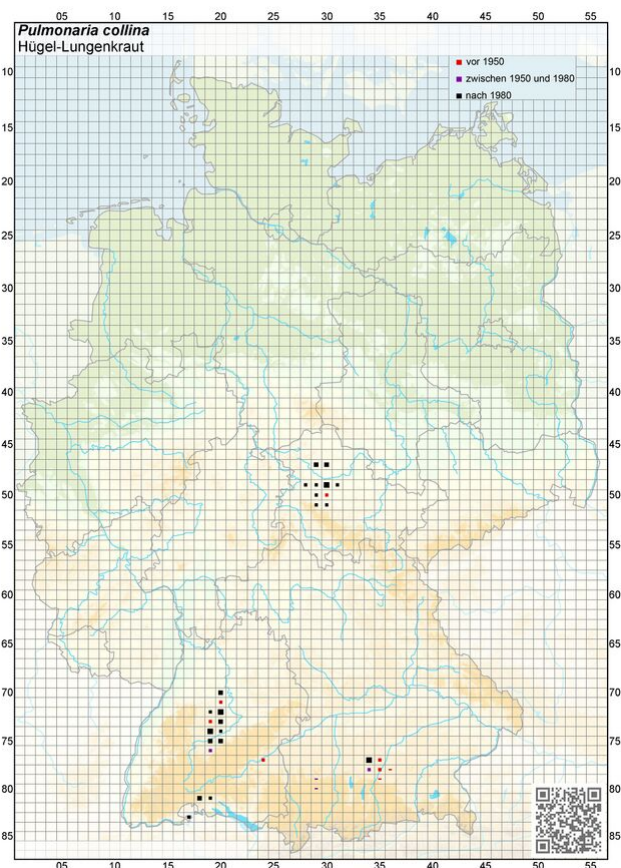 05 10 15 20 25 30 35 40 45 50 55
Pulmonaria collina
Hügel-Lungenkraut
vor 1950
zwischen 1950 und 1980
nach 1980
10 10
15 15
20 20
25 25
30 30
35 35
40 40
45 45
50 50
55 55
60 60
65 65
70 70
75 75
80 80
85 85
05 10 15 20 25 30 35 40 45 50 55